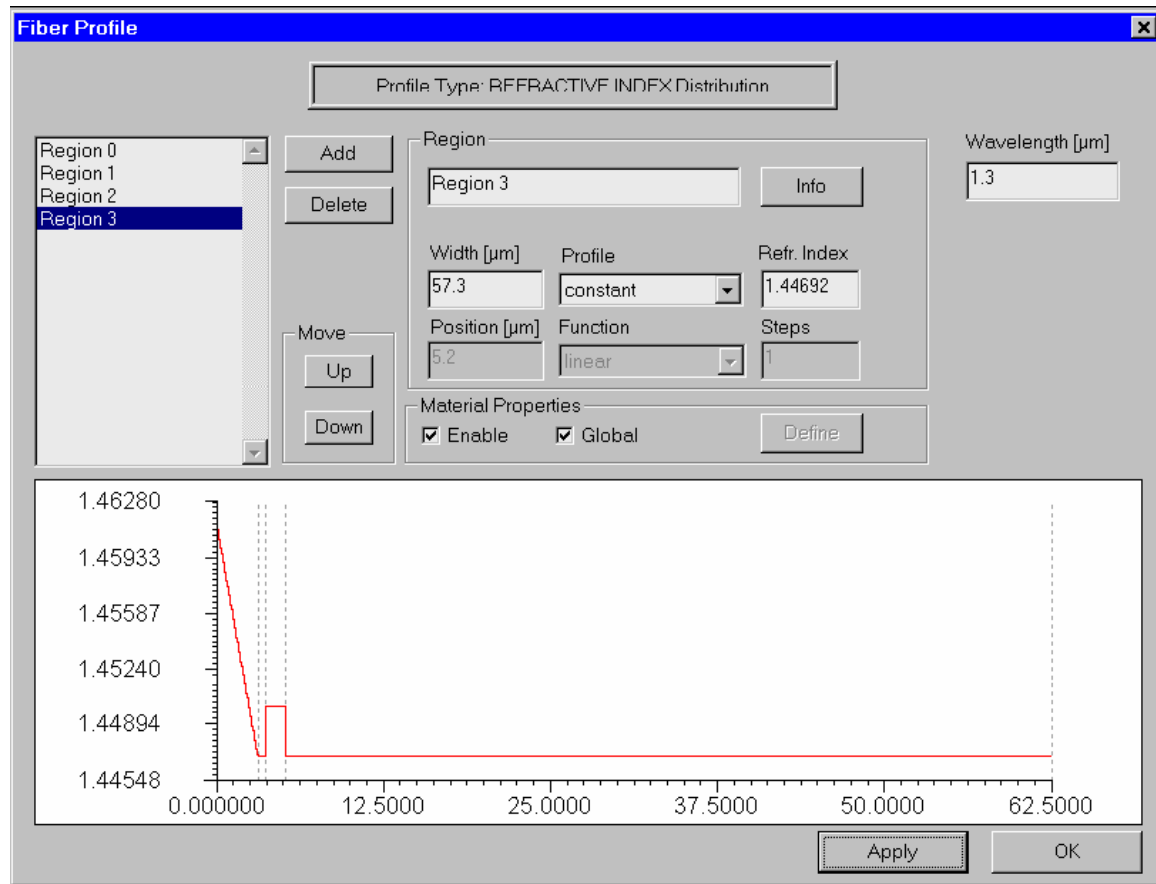 Fiber Profile
Profile Type: REFRACTIVE INDEX Distribution
Region 0
Region 1
Region 2
Region 3
Add
Delete
Move
Up
Down
Region
Region 3
Info
Width [µm]
Profile
Refr. Index
57.3
constant
1.44692
Position [µm]
Function
Steps
5.2
linear
1
Material Properties
Enable
Global
Define
Wavelength [µm]
1.3
1.46280
1.45933
1.45587
1.45240
1.44894
1.44548
0.000000 12.5000 25.0000 37.5000 50.0000 62.5000
Apply
OK